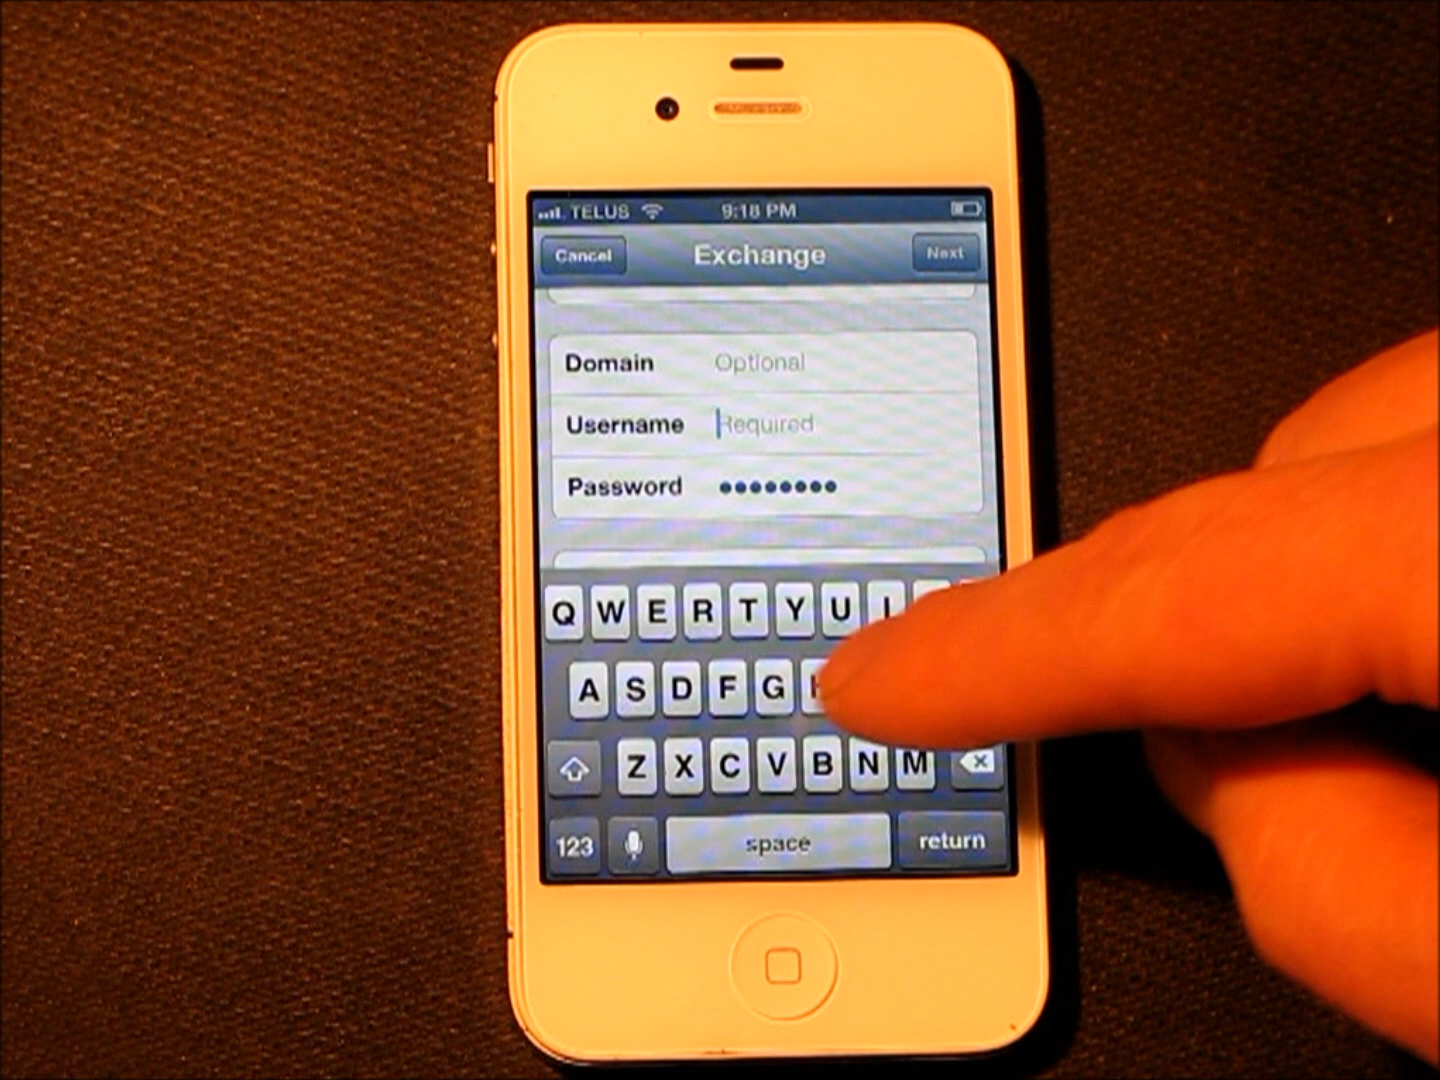 TELUS 9:18 PM
Cancel Exchange Next
Domain Optional
Username Required
Password ••••••••
Q W E R T Y U I
A S D F G H
Z X C V B N M
123 space return